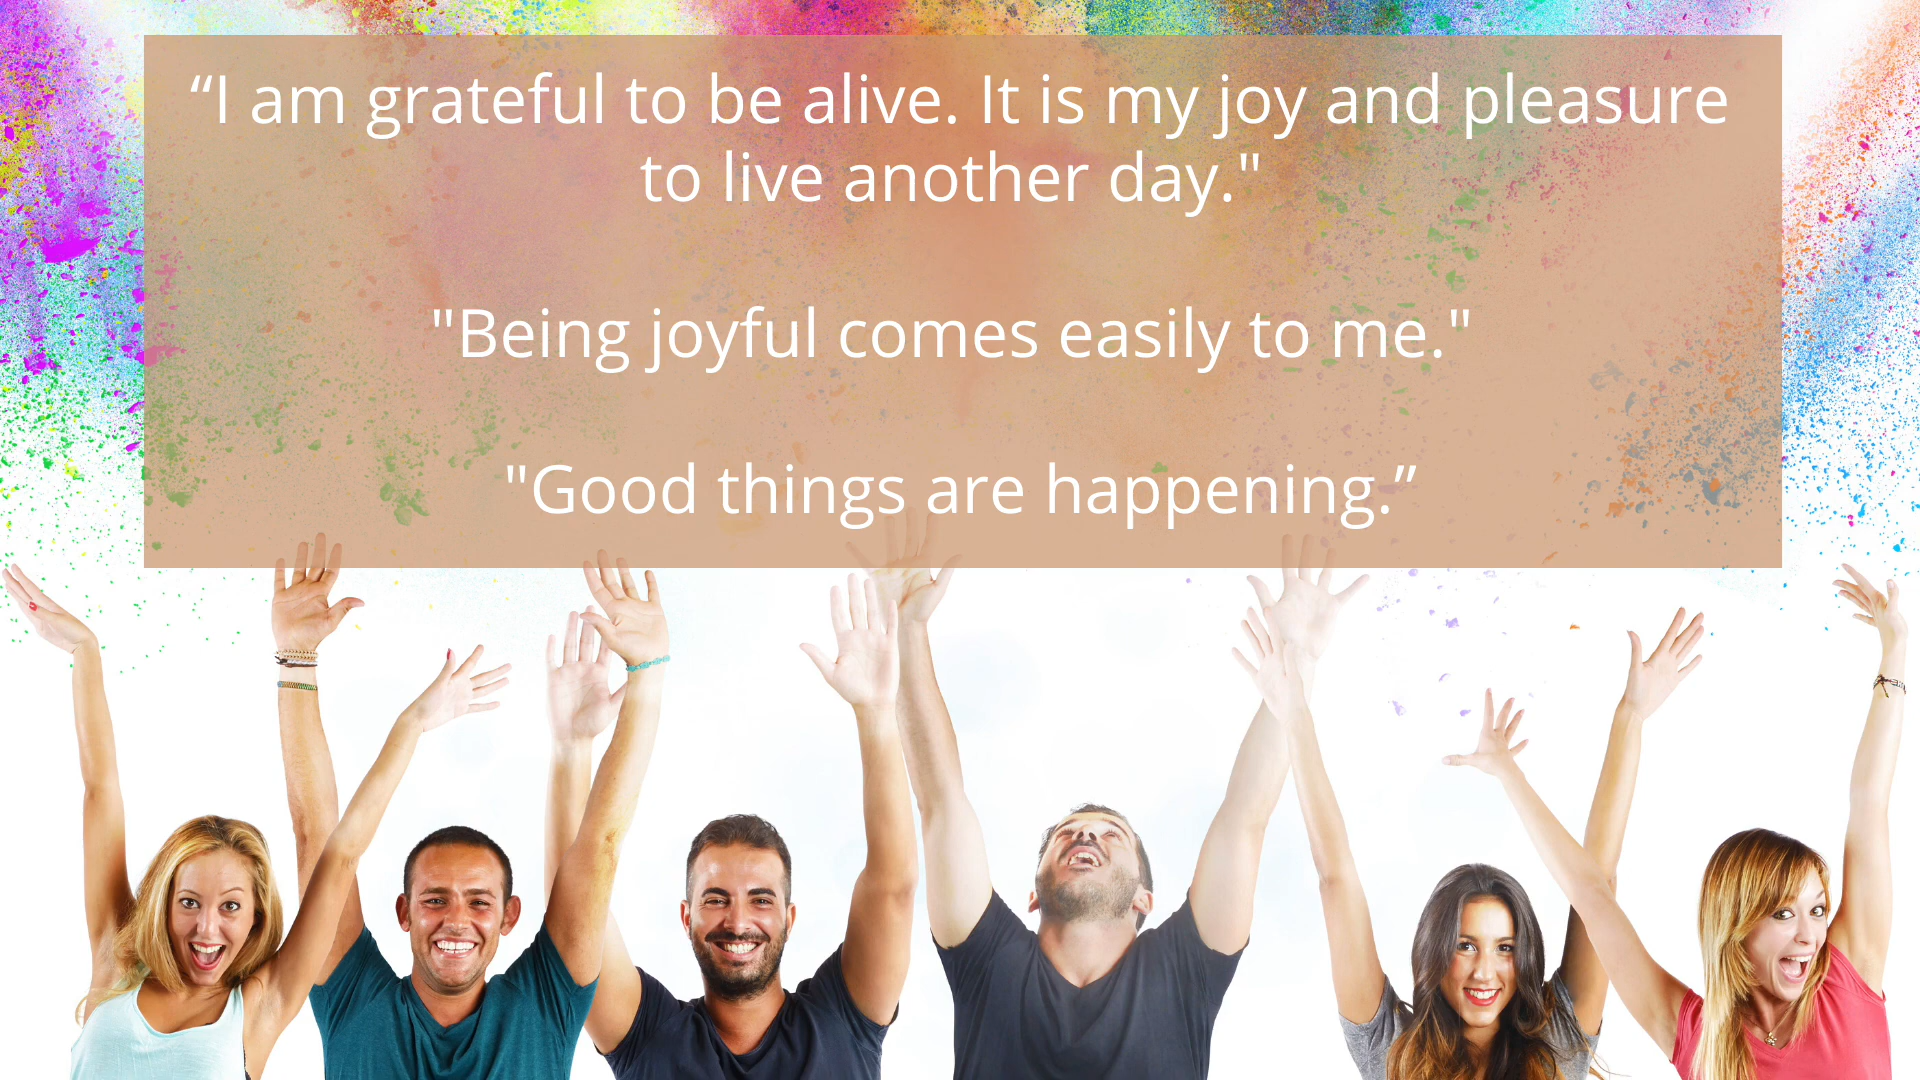 “I am grateful to be alive. It is my joy and pleasure
to live another day."
"Being joyful comes easily to me."
"Good things are happening.”